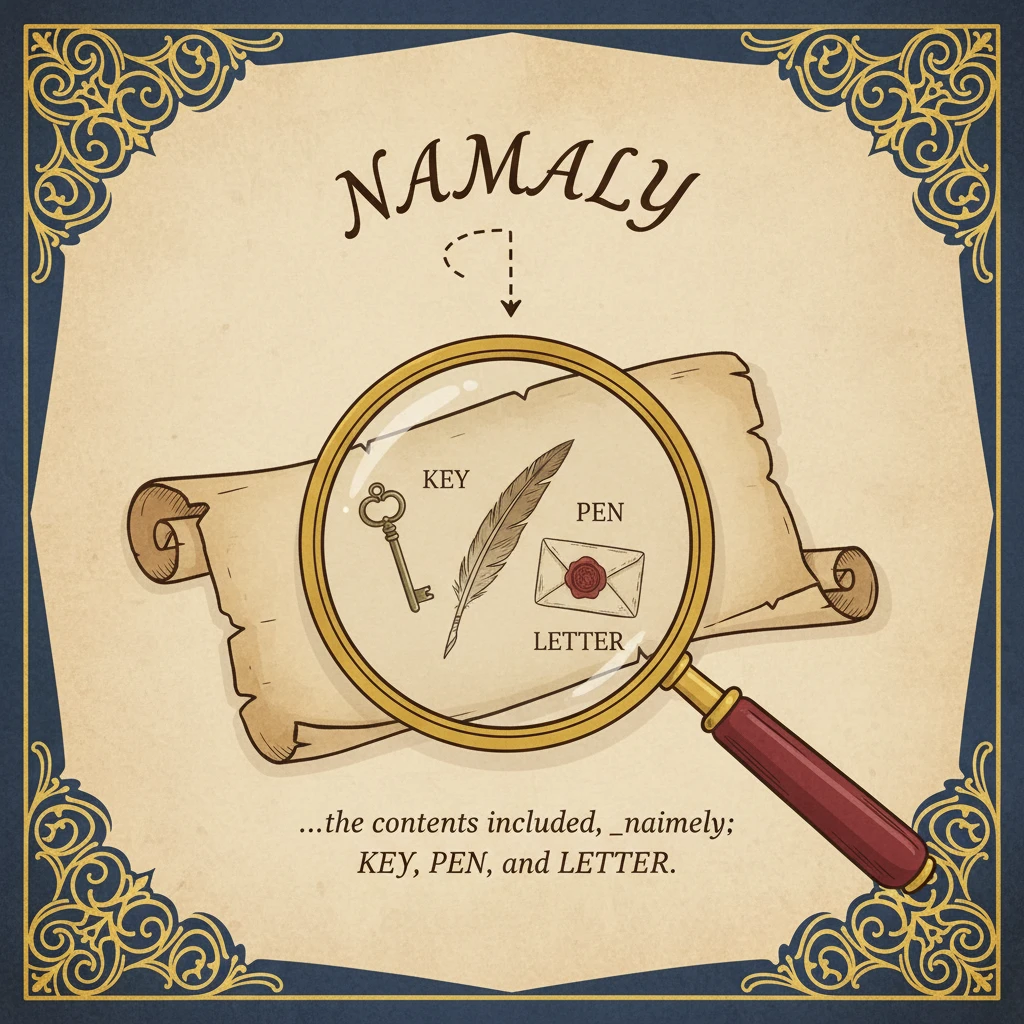 NAMALY
KEY
PEN
LETTER
...the contents included, _naimely;
KEY, PEN, and LETTER.